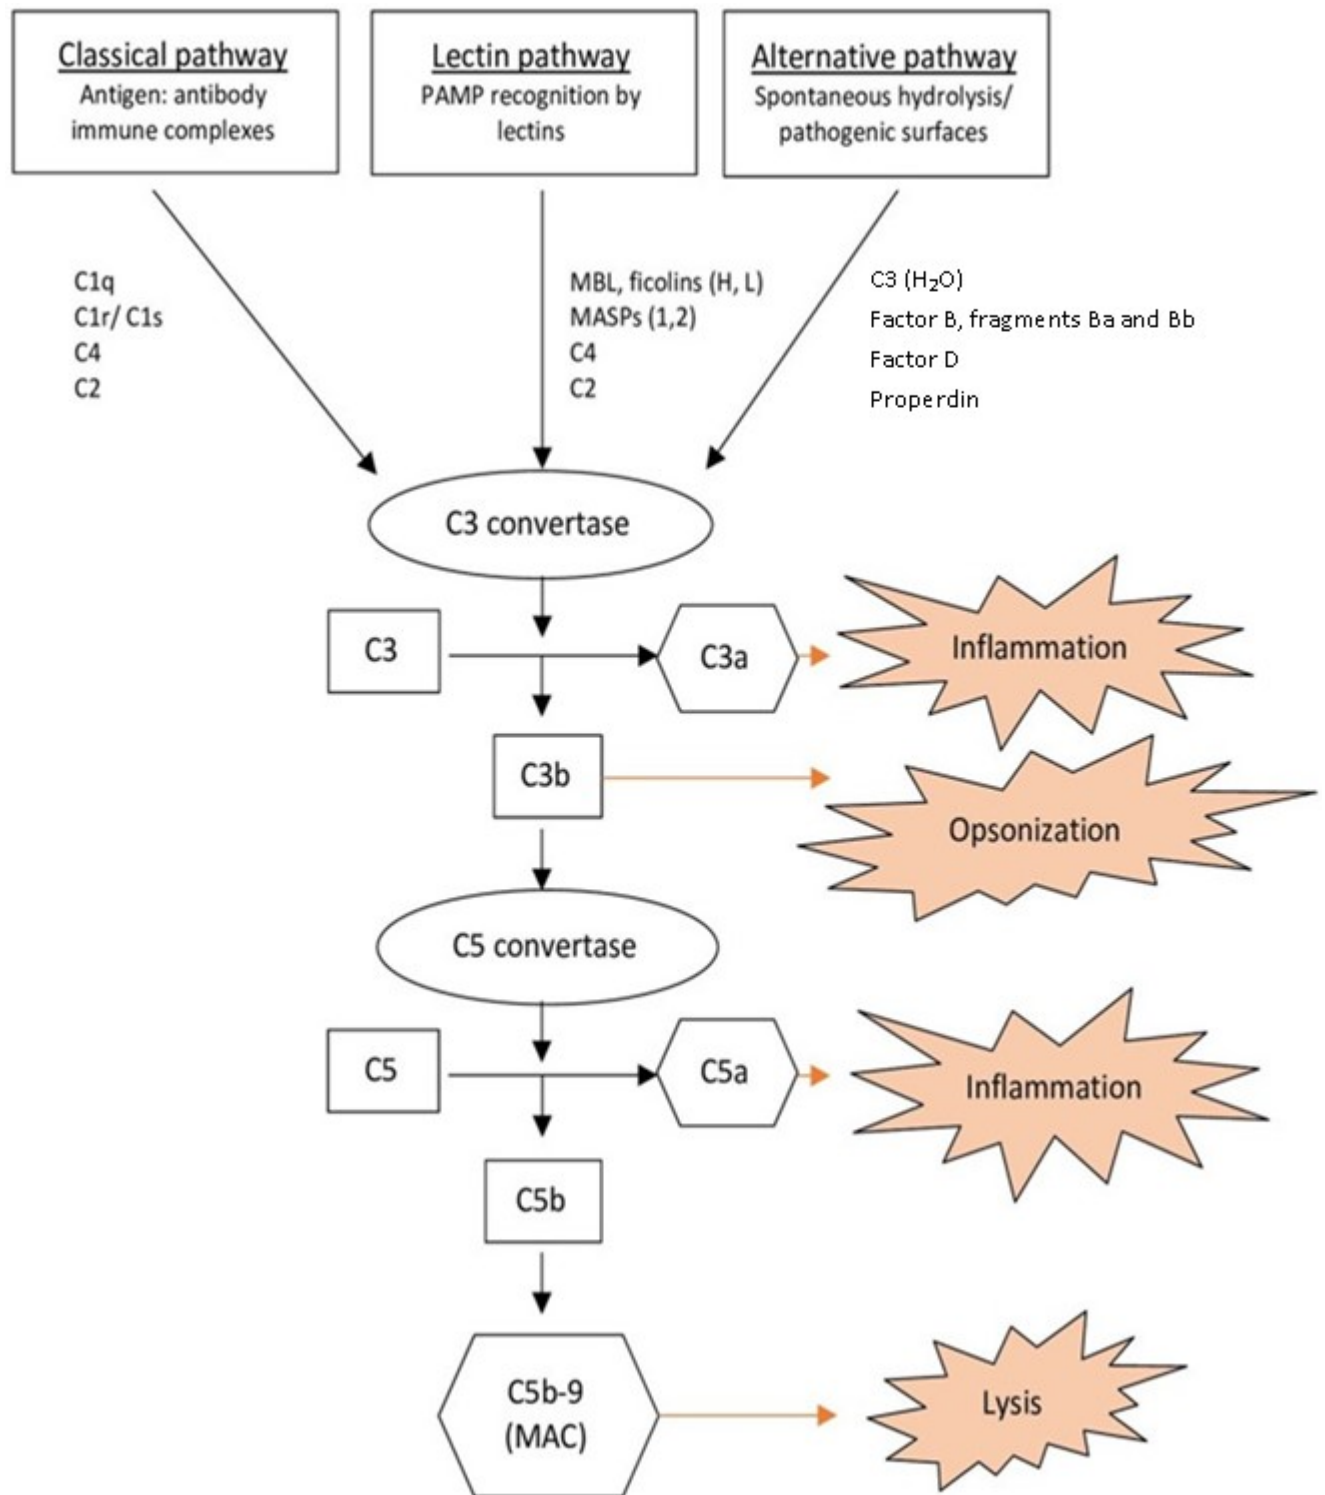 Classical pathway
Antigen: antibody
immune complexes
Lectin pathway
PAMP recognition by
lectins
Alternative pathway
Spontaneous hydrolysis/
pathogenic surfaces
C1q
C1r/ C1s
C4
C2
MBL, ficolins (H, L)
MASPs (1,2)
C4
C2
C3 (H₂O)
Factor B, fragments Ba and Bb
Factor D
Properdin
C3 convertase
C3
C3a
Inflammation
C3b
Opsonization
C5 convertase
C5
C5a
Inflammation
C5b
C5b-9
(MAC)
Lysis